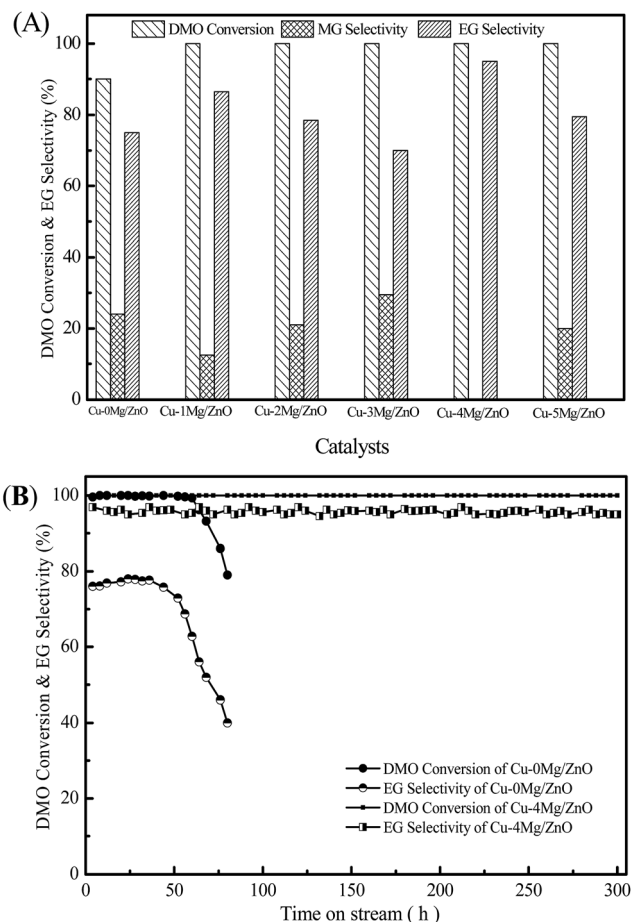 (A)
DMO Conversion MG Selectivity EG Selectivity
DMO Conversion & EG Selectivity (%)
100
80
60
40
20
0
Cu-0Mg/ZnO Cu-1Mg/ZnO Cu-2Mg/ZnO Cu-3Mg/ZnO Cu-4Mg/ZnO Cu-5Mg/ZnO
Catalysts
(B)
DMO Conversion & EG Selectivity (%)
100
80
60
40
20
0
DMO Conversion of Cu-0Mg/ZnO
EG Selectivity of Cu-0Mg/ZnO
DMO Conversion of Cu-4Mg/ZnO
EG Selectivity of Cu-4Mg/ZnO
0 50 100 150 200 250 300
Time on stream ( h )